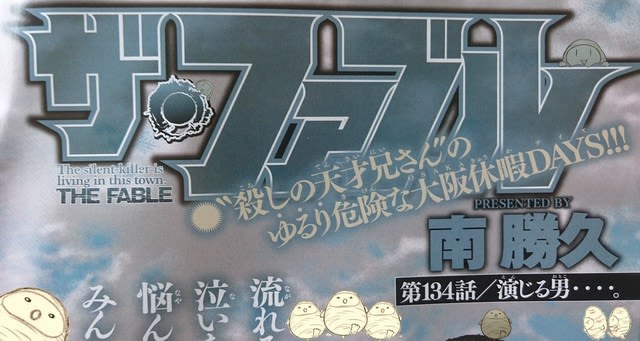 ザ・ファブル
The silent-killer is
living in this town.
THE FABLE
"殺しの天才兄さん"の
ゆるり危険な大阪休暇DAYS!!!
PRESENTED BY
南 勝久
第134話/演じる男・・・・。
流れる
泣いた
悩ん
みん